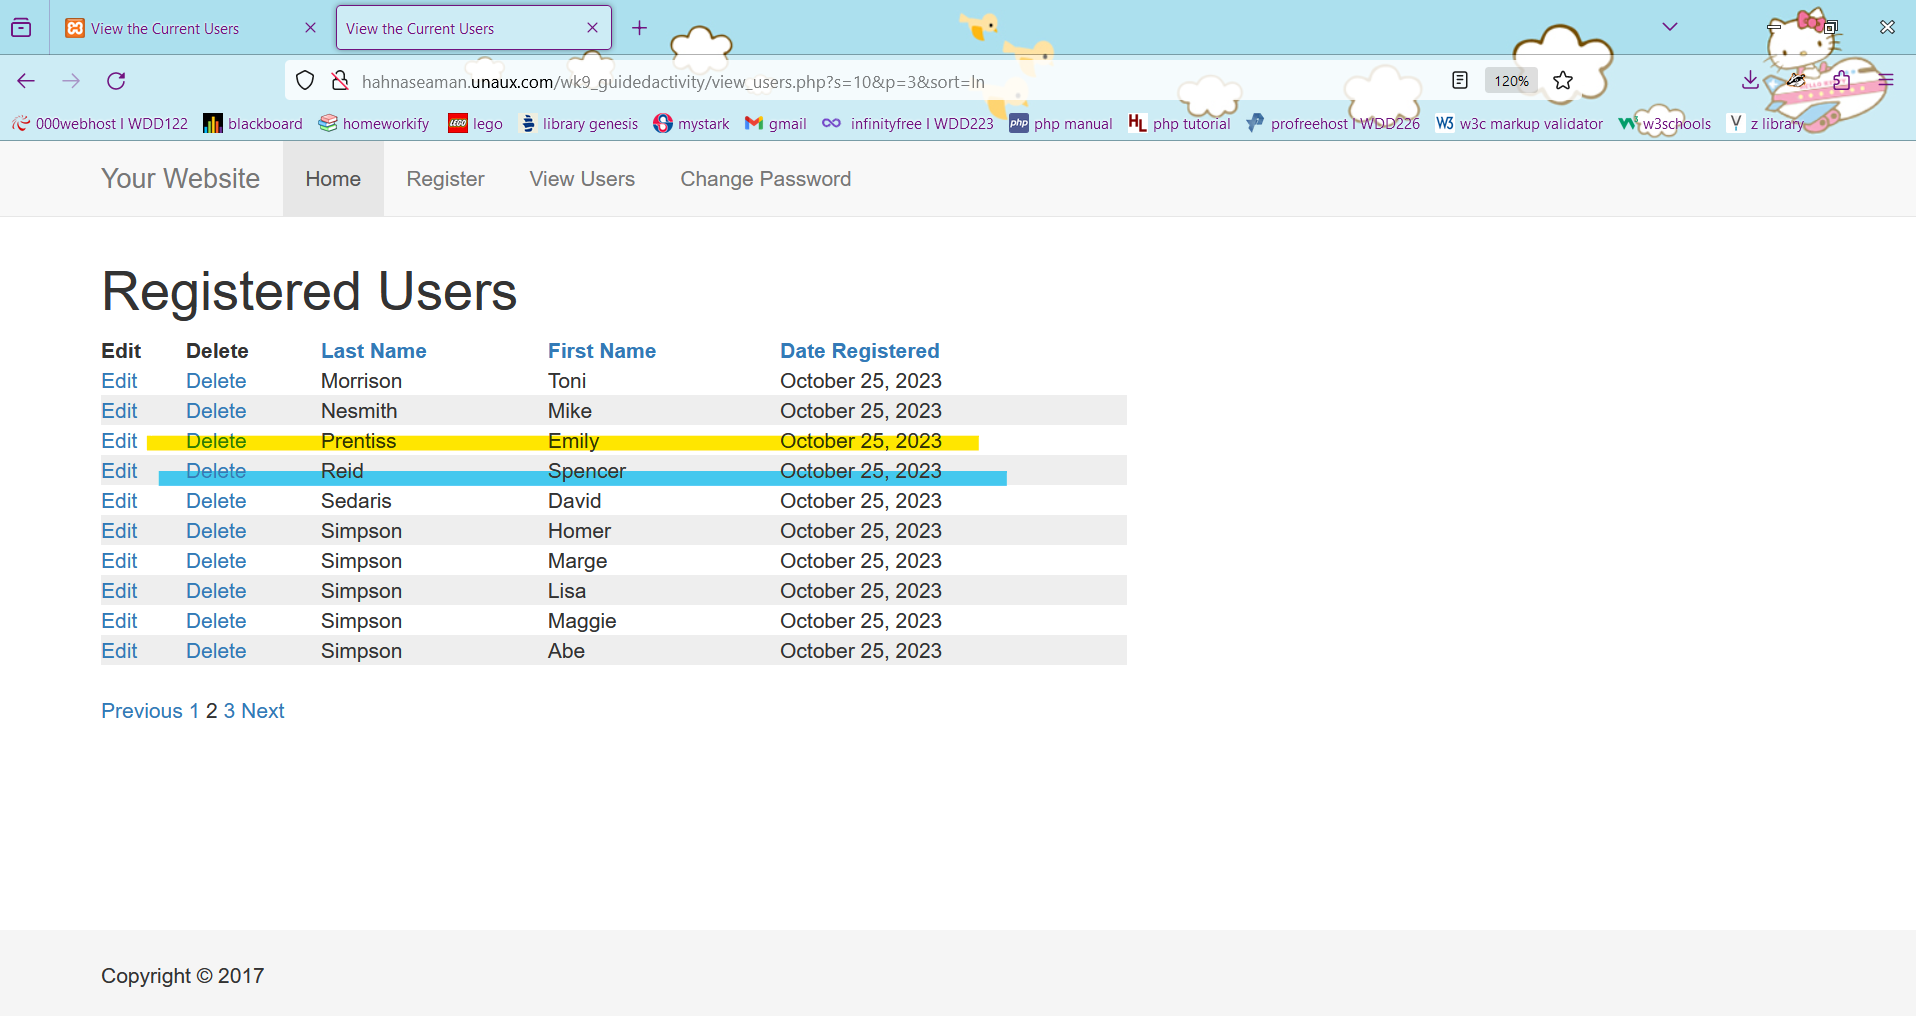 View the Current Users
View the Current Users
hahnaseaman.unaux.com/wk9_guidedactivity/view_users.php?s=10&p=3&sort=ln
120%
000webhost I WDD122 blackboard homeworkify lego library genesis mystark gmail infinityfree I WDD223 php manual php tutorial profreehost I WDD226 w3c markup validator w3schools z library
Your Website Home Register View Users Change Password
Registered Users
Edit Delete Last Name First Name Date Registered
Edit Delete Morrison Toni October 25, 2023
Edit Delete Nesmith Mike October 25, 2023
Edit Delete Prentiss Emily October 25, 2023
Edit Delete Reid Spencer October 25, 2023
Edit Delete Sedaris David October 25, 2023
Edit Delete Simpson Homer October 25, 2023
Edit Delete Simpson Marge October 25, 2023
Edit Delete Simpson Lisa October 25, 2023
Edit Delete Simpson Maggie October 25, 2023
Edit Delete Simpson Abe October 25, 2023
Previous 1 2 3 Next
Copyright © 2017